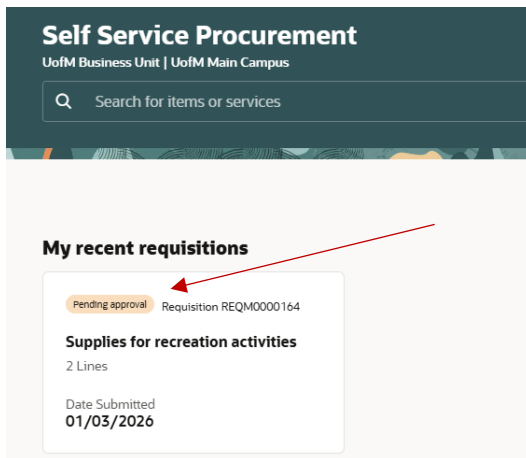 Self Service Procurement
UofM Business Unit | UofM Main Campus
Search for items or services
My recent requisitions
Pending approval Requisition REQM0000164
Supplies for recreation activities
2 Lines
Date Submitted
01/03/2026